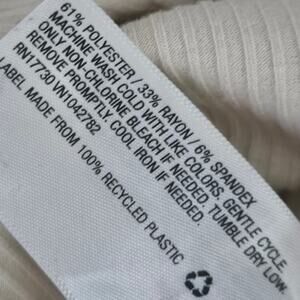 61% POLYESTER / 33% RAYON / 6% SPANDEX
MACHINE WASH COLD WITH LIKE COLORS. GENTLE CYCLE.
ONLY NON CHLORINE BLEACH IF NEEDED. TUMBLE DRY LOW.
REMOVE PROMPTLY. COOL IRON IF NEEDED.
RN17730 VN1042782
LABEL MADE FROM 100% RECYCLED PLASTIC